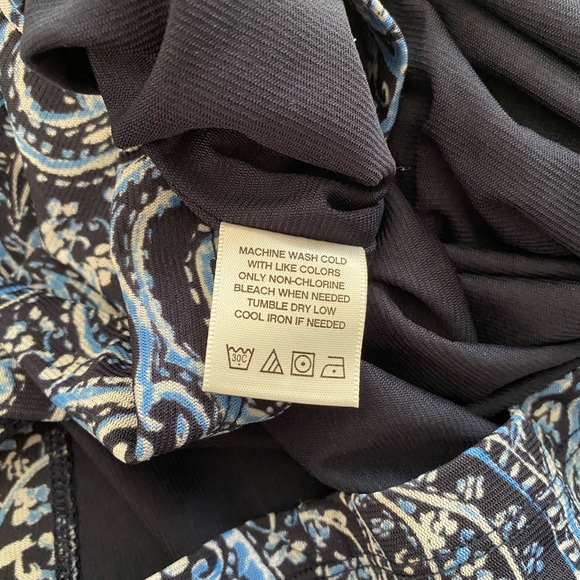 MACHINE WASH COLD
WITH LIKE COLORS
ONLY NON-CHLORINE
BLEACH WHEN NEEDED
TUMBLE DRY LOW
COOL IRON IF NEEDED
30C